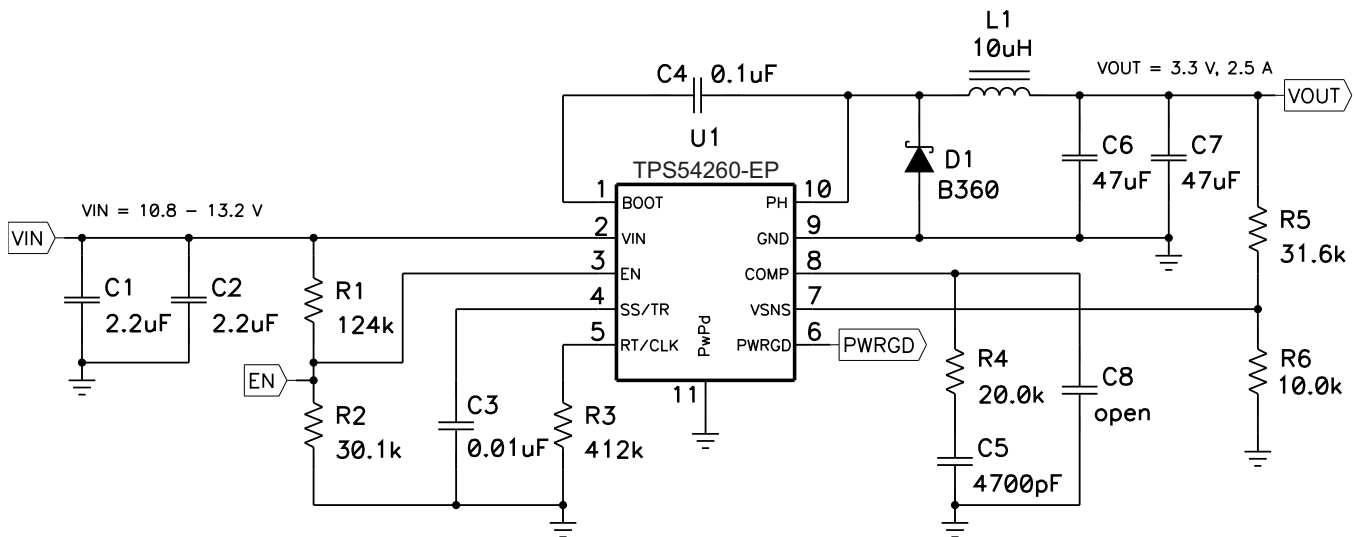 L1
10uH
C4 0.1uF
VOUT = 3.3 V, 2.5 A
VOUT
U1
TPS54260-EP
D1
B360
C6
47uF
C7
47uF
VIN = 10.8 – 13.2 V
VIN
1 BOOT
2 VIN
3 EN
4 SS/TR
5 RT/CLK
PH 10
GND 9
COMP 8
VSNS 7
PWRGD 6
PwPd
11
PWRGD
C1
2.2uF
C2
2.2uF
R1
124k
EN
R2
30.1k
C3
0.01uF
R3
412k
R4
20.0k
C5
4700pF
C8
open
R5
31.6k
R6
10.0k